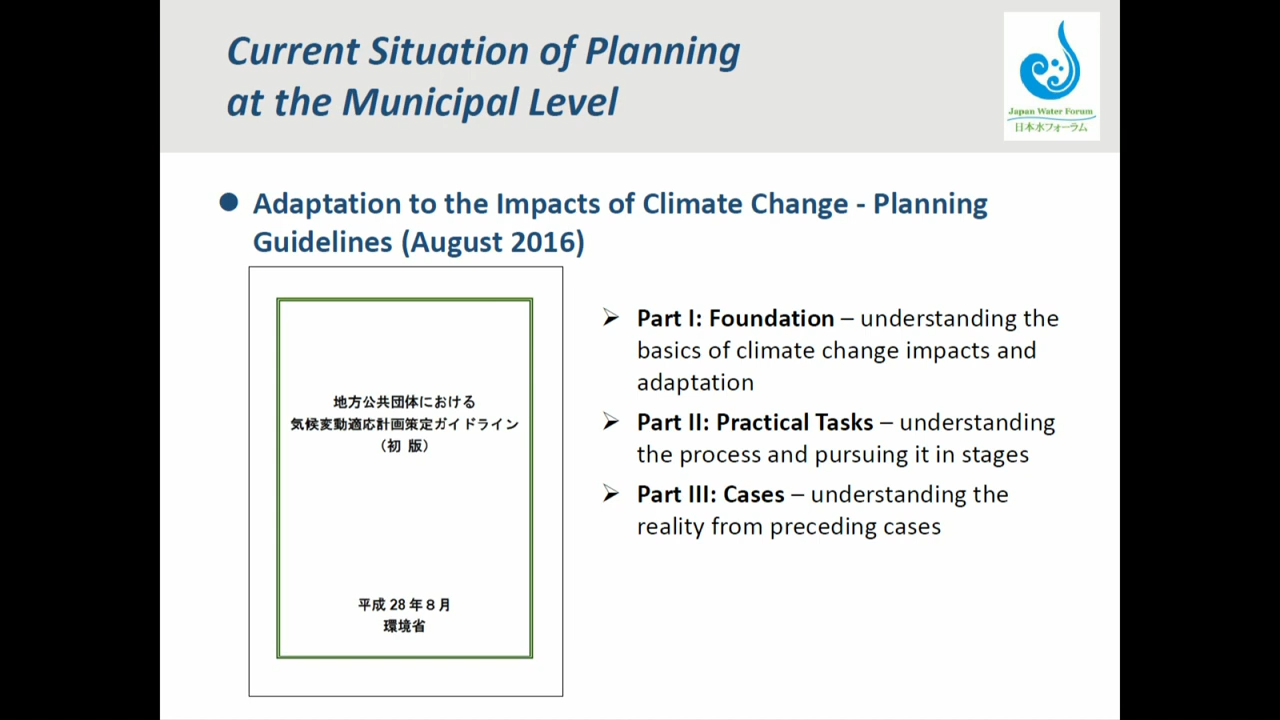 Current Situation of Planning
at the Municipal Level
Japan Water Forum
日本水フォーラム
Adaptation to the Impacts of Climate Change - Planning
Guidelines (August 2016)
地方公共団体における
気候変動適応計画策定ガイドライン
（初 版）
平成 28 年 8 月
環境省
Part I: Foundation – understanding the
basics of climate change impacts and
adaptation
Part II: Practical Tasks – understanding
the process and pursuing it in stages
Part III: Cases – understanding the
reality from preceding cases